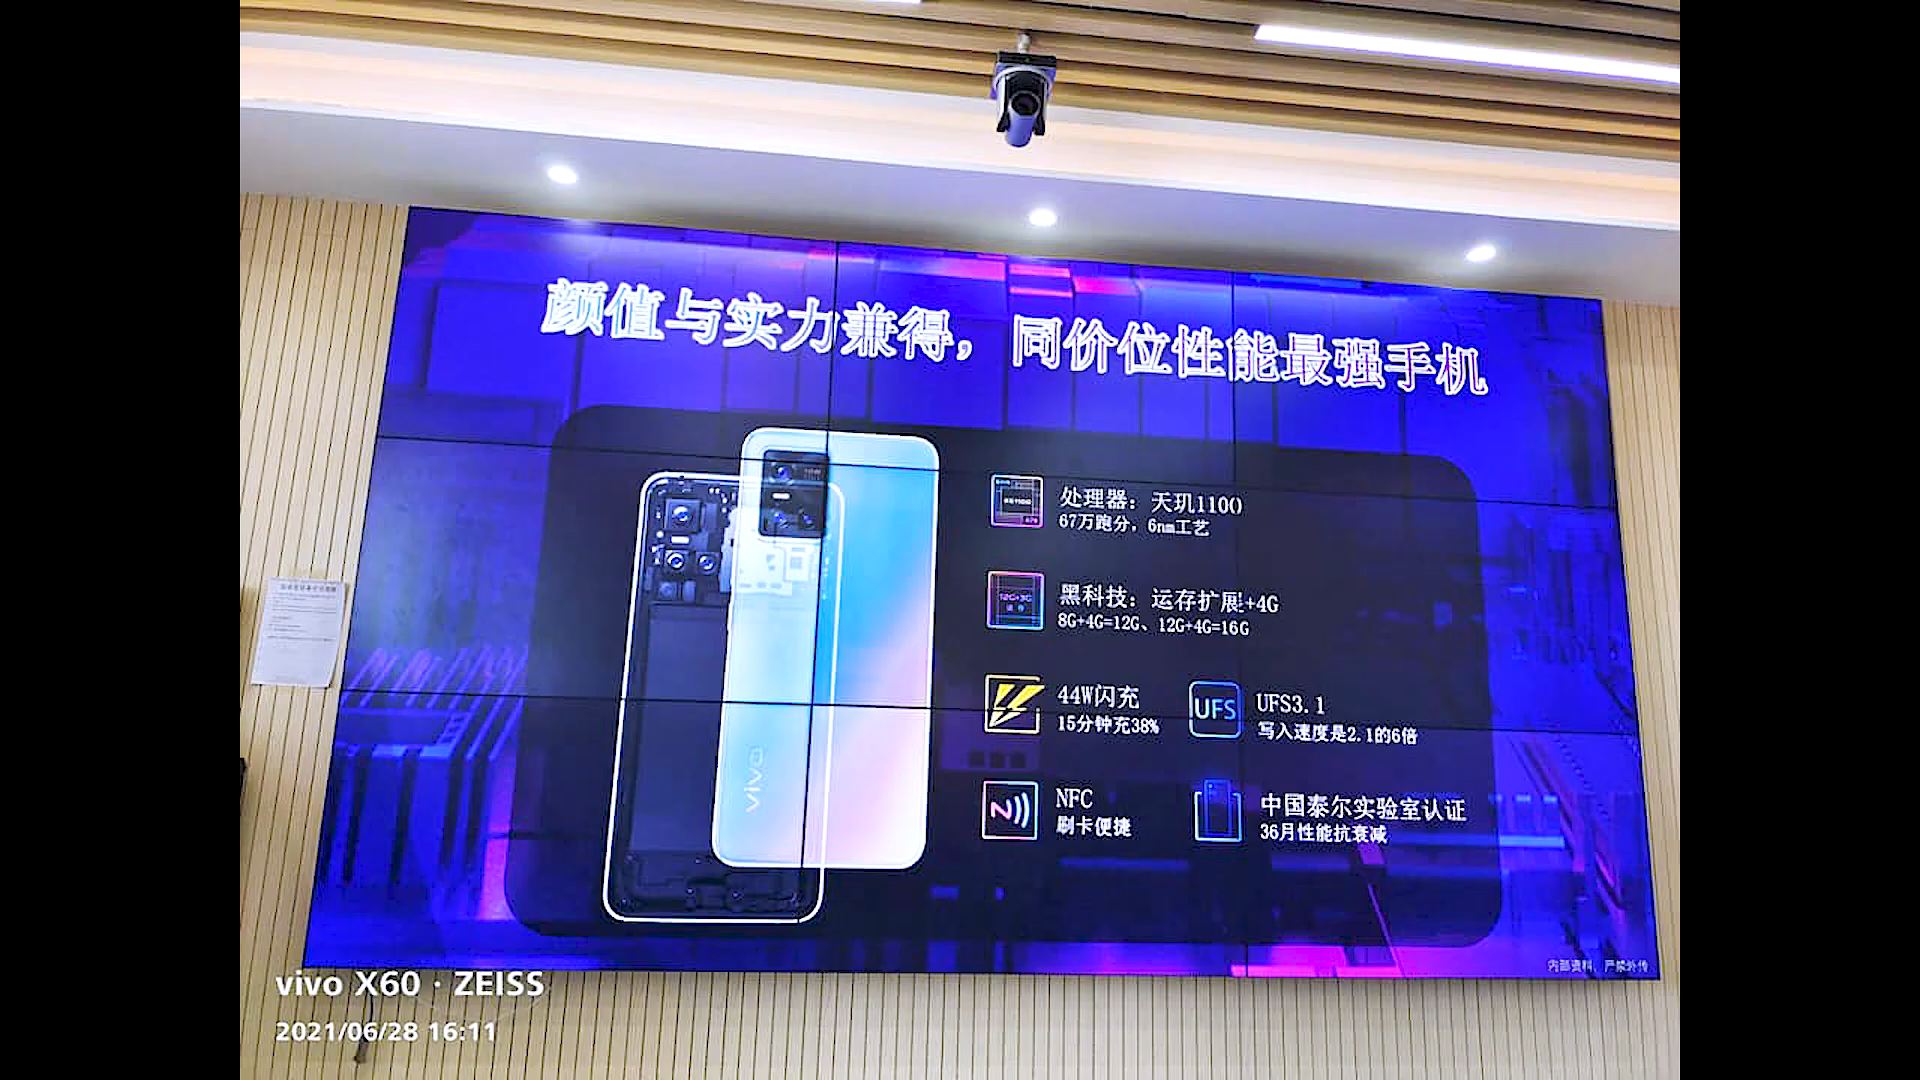 颜值与实力兼得，同价位性能最强手机
处理器：天玑1100
67万跑分，6nm工艺
12G+3G
黑科技：运存扩展+4G
8G+4G=12G、12G+4G=16G
44W闪充
15分钟充38%
UFS
UFS3.1
写入速度是2.1的6倍
NFC
刷卡便捷
中国泰尔实验室认证
36月性能抗衰减
vivo
内部资料、严禁外传
vivo X60 · ZEISS
2021/06/28 16:11